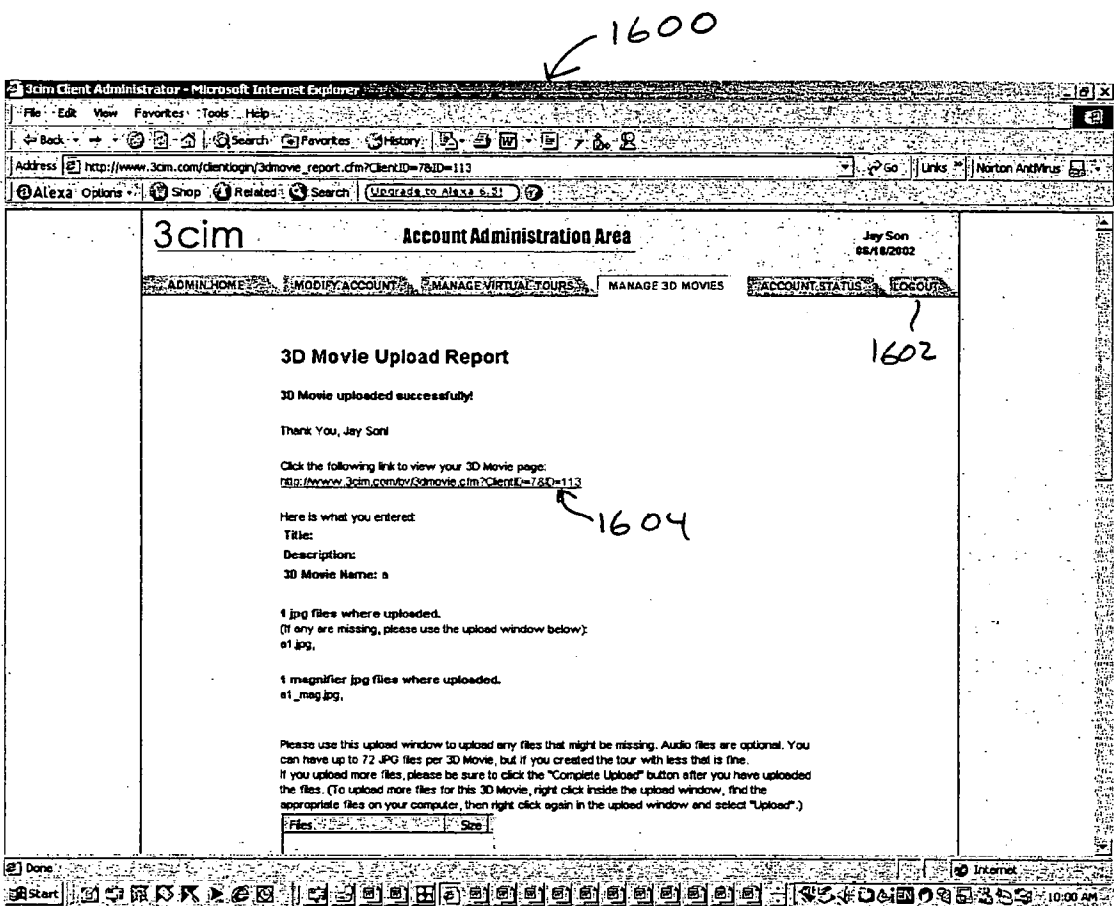 1600
3cim Client Administrator - Microsoft Internet Explorer
File Edit View Favorites Tools Help
Back Search Favorites History
Address http://www.3cim.com/clientlogin/3dmovie_report.cfm?ClientID=7&ID=113 Go Links Norton AntiVirus
Alexa Options Shop Related Search Upgrade to Alexa 6.5!
3cim Account Administration Area Jay Son
06/18/2002
ADMIN HOME MODIFY ACCOUNT MANAGE VIRTUAL TOURS MANAGE 3D MOVIES ACCOUNT STATUS LOGOUT
1602
3D Movie Upload Report
3D Movie uploaded successfully!
Thank You, Jay Son!
Click the following link to view your 3D Movie page:
http://www.3cim.com/bv/3dmovie.cfm?ClientID=7&ID=113
1604
Here is what you entered:
Title:
Description:
3D Movie Name: a
1 jpg files where uploaded.
(If any are missing, please use the upload window below):
a1.jpg,
1 magnifier jpg files where uploaded.
a1_mag.jpg,
Please use this upload window to upload any files that might be missing. Audio files are optional. You
can have up to 72 JPG files per 3D Movie, but if you created the tour with less that is fine.
If you upload more files, please be sure to click the "Complete Upload" button after you have uploaded
the files. (To upload more files for this 3D Movie, right click inside the upload window, find the
appropriate files on your computer, then right click again in the upload window and select "Upload".)
Files Size
Done Internet
Start 10:00 AM